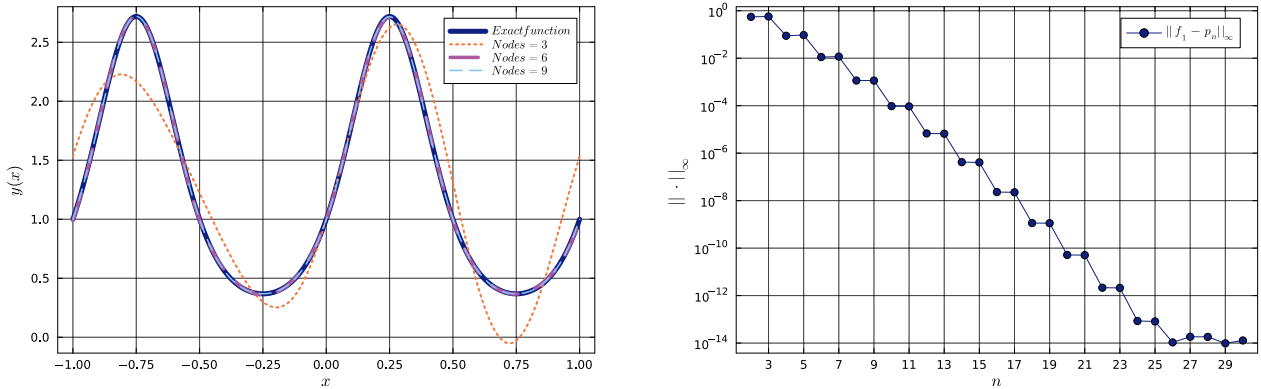 2.5
2.0
1.5
1.0
0.5
0.0
y(x)
Exactfunction
Nodes = 3
Nodes = 6
Nodes = 9
−1.00 −0.75 −0.50 −0.25 0.00 0.25 0.50 0.75 1.00
x
10^0
10^−2
10^−4
10^−6
10^−8
10^−10
10^−12
10^−14
|| · ||_∞
||f_1 − p_n||_∞
3 5 7 9 11 13 15 17 19 21 23 25 27 29
n